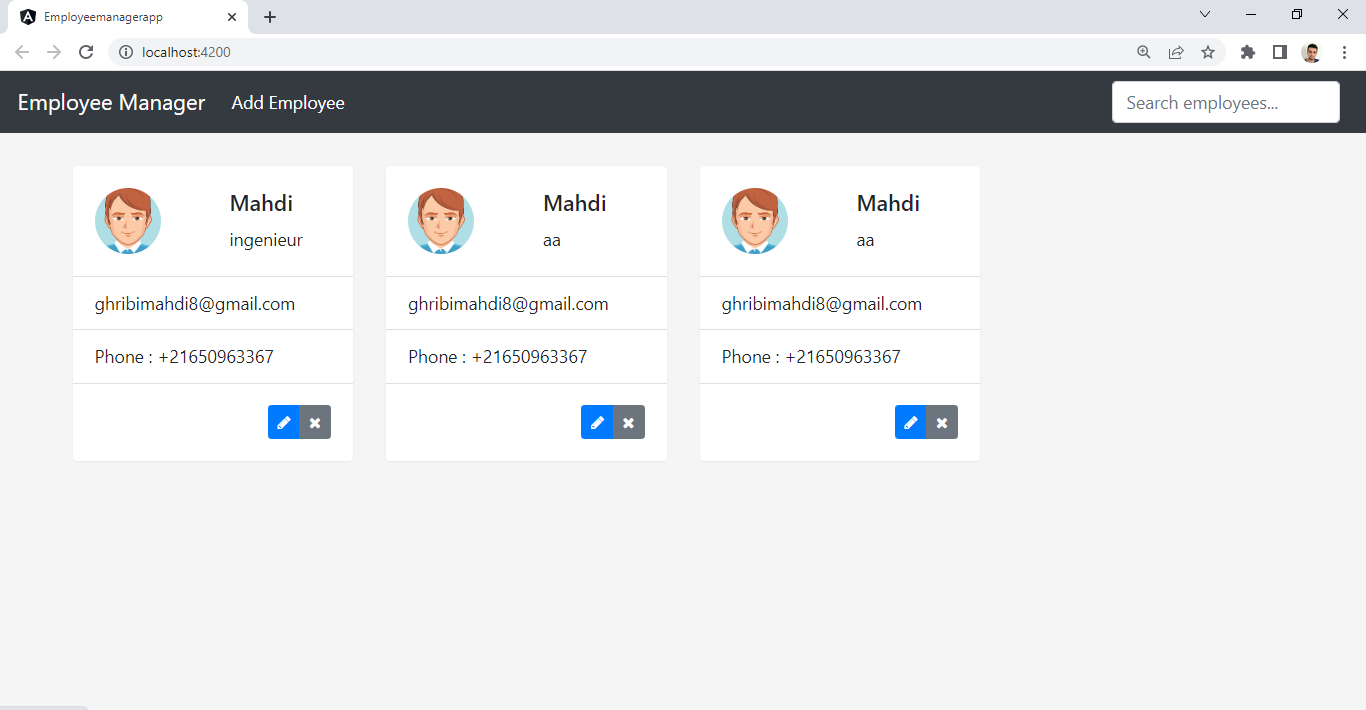 Employeemanagerapp
localhost:4200
Employee Manager Add Employee Search employees...
Mahdi
ingenieur
ghribimahdi8@gmail.com
Phone : +21650963367
Mahdi
aa
ghribimahdi8@gmail.com
Phone : +21650963367
Mahdi
aa
ghribimahdi8@gmail.com
Phone : +21650963367